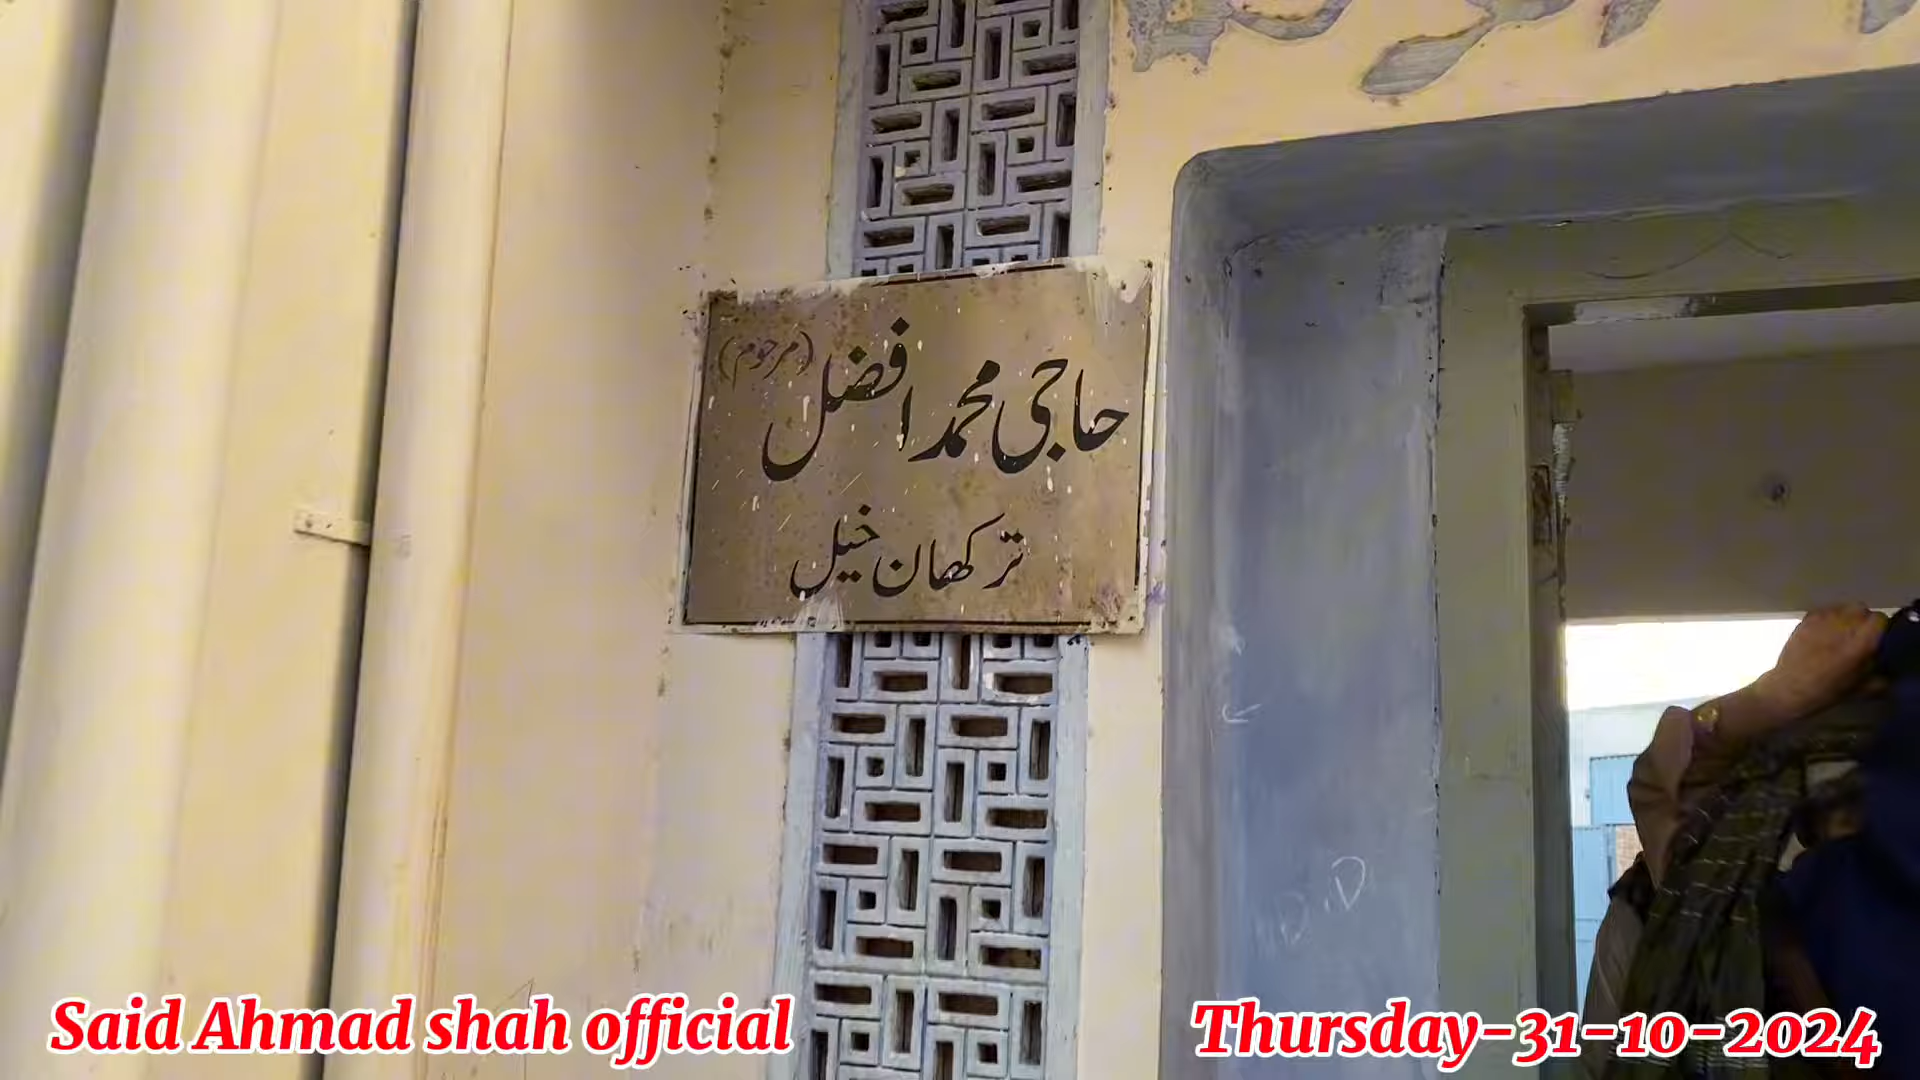 حاجی محمد افضل (مرحوم)
ترکھان خیل
Said Ahmad shah official
Thursday-31-10-2024